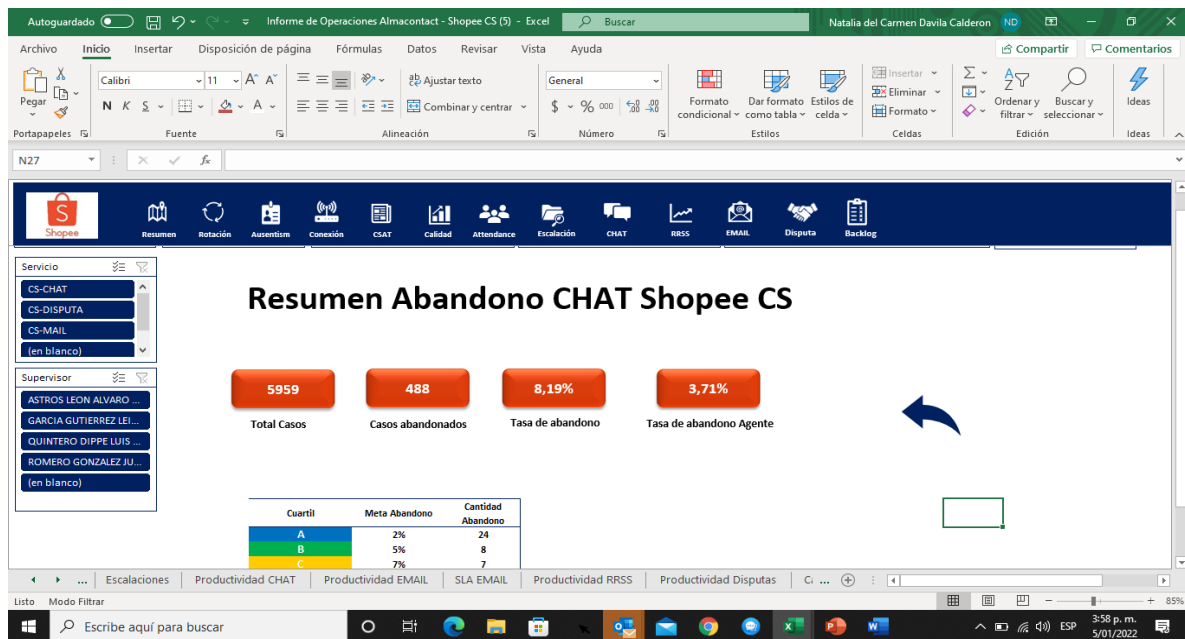 Autoguardado
Informe de Operaciones Almacontact - Shopee CS (5) - Excel
Buscar
Natalia del Carmen Davila Calderon ND
Archivo Inicio Insertar Disposición de página Fórmulas Datos Revisar Vista Ayuda
Compartir Comentarios
Pegar
Calibri 11 A A
Ajustar texto
General
N K S A
Combinar y centrar
$ % 000
Formato condicional
Dar formato como tabla
Estilos de celda
Insertar
Eliminar
Formato
Ordenar y filtrar
Buscar y seleccionar
Ideas
Portapapeles Fuente Alineación Número Estilos Celdas Edición Ideas
N27 fx
Shopee
Resumen Rotación Ausentism Conexión CSAT Calidad Attendance Escalación CHAT RRSS EMAIL Disputa Backlog
Servicio
CS-CHAT
CS-DISPUTA
CS-MAIL
(en blanco)
Supervisor
ASTROS LEON ALVARO ...
GARCIA GUTIERREZ LEI...
QUINTERO DIPPE LUIS ...
ROMERO GONZALEZ JU...
(en blanco)
Resumen Abandono CHAT Shopee CS
5959 488 8,19% 3,71%
Total Casos Casos abandonados Tasa de abandono Tasa de abandono Agente
Cuartil Meta Abandono Cantidad Abandono
A 2% 24
B 5% 8
C 7% 7
... Escalaciones Productividad CHAT Productividad EMAIL SLA EMAIL Productividad RRSS Productividad Disputas ...
Listo Modo Filtrar
85%
Escribe aquí para buscar
ESP
3:58 p. m.
5/01/2022